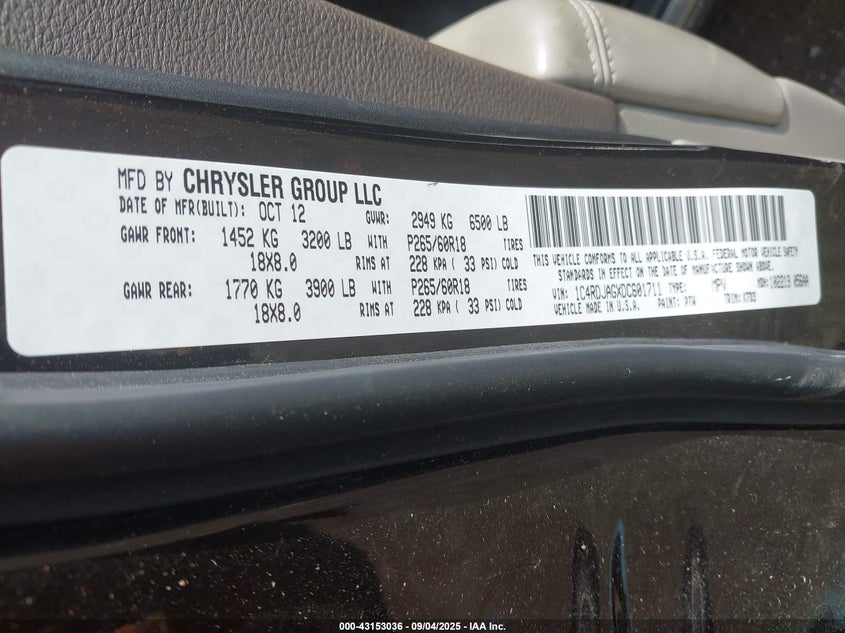 MFD BY CHRYSLER GROUP LLC
DATE OF MFR(BUILT): OCT 12 GVWR: 2949 KG 6500 LB
GAWR FRONT: 1452 KG 3200 LB WITH P265/60R18 TIRES
18X8.0 RIMS AT 228 KPA ( 33 PSI) COLD
GAWR REAR: 1770 KG 3900 LB WITH P265/60R18 TIRES
18X8.0 RIMS AT 228 KPA ( 33 PSI) COLD
THIS VEHICLE CONFORMS TO ALL APPLICABLE U.S.A. FEDERAL MOTOR VEHICLE SAFETY
STANDARDS IN EFFECT ON THE DATE OF MANUFACTURE SHOWN ABOVE.
VIN: 1C4RDJAGXDC601711 TYPE: MPV MDH: 102219 056AA
VEHICLE MADE IN U.S.A. PAINT: PTW TRIM:
000-43153036 - 09/04/2025 - IAA Inc.